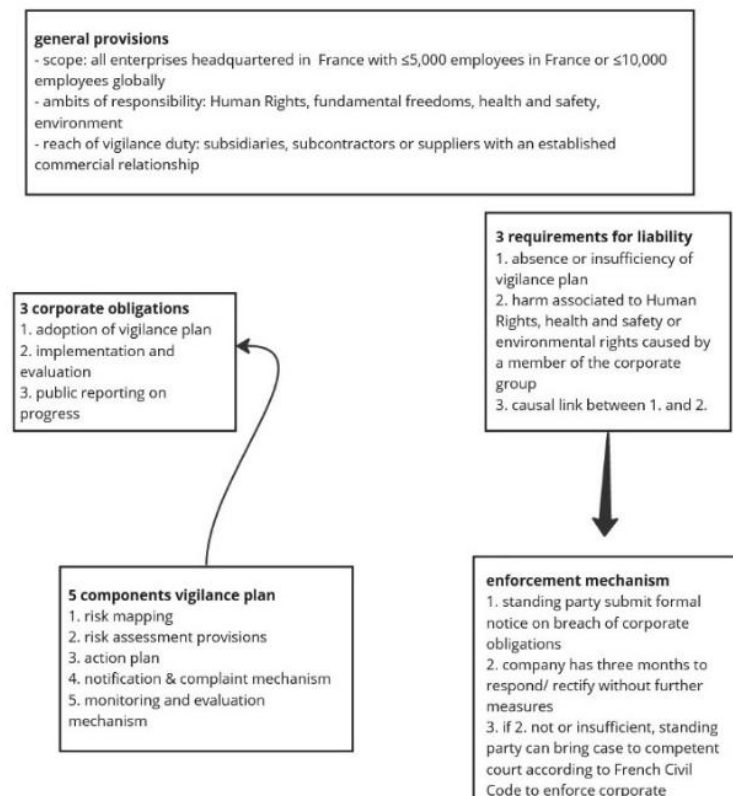 general provisions
- scope: all enterprises headquartered in France with ≤5,000 employees in France or ≤10,000
employees globally
- ambits of responsibility: Human Rights, fundamental freedoms, health and safety,
environment
- reach of vigilance duty: subsidiaries, subcontractors or suppliers with an established
commercial relationship
3 requirements for liability
1. absence or insufficiency of
vigilance plan
2. harm associated to Human
Rights, health and safety or
environmental rights caused by
a member of the corporate
group
3. causal link between 1. and 2.
3 corporate obligations
1. adoption of vigilance plan
2. implementation and
evaluation
3. public reporting on
progress
5 components vigilance plan
1. risk mapping
2. risk assessment provisions
3. action plan
4. notification & complaint mechanism
5. monitoring and evaluation
mechanism
enforcement mechanism
1. standing party submit formal
notice on breach of corporate
obligations
2. company has three months to
respond/ rectify without further
measures
3. if 2. not or insufficient, standing
party can bring case to competent
court according to French Civil
Code to enforce corporate